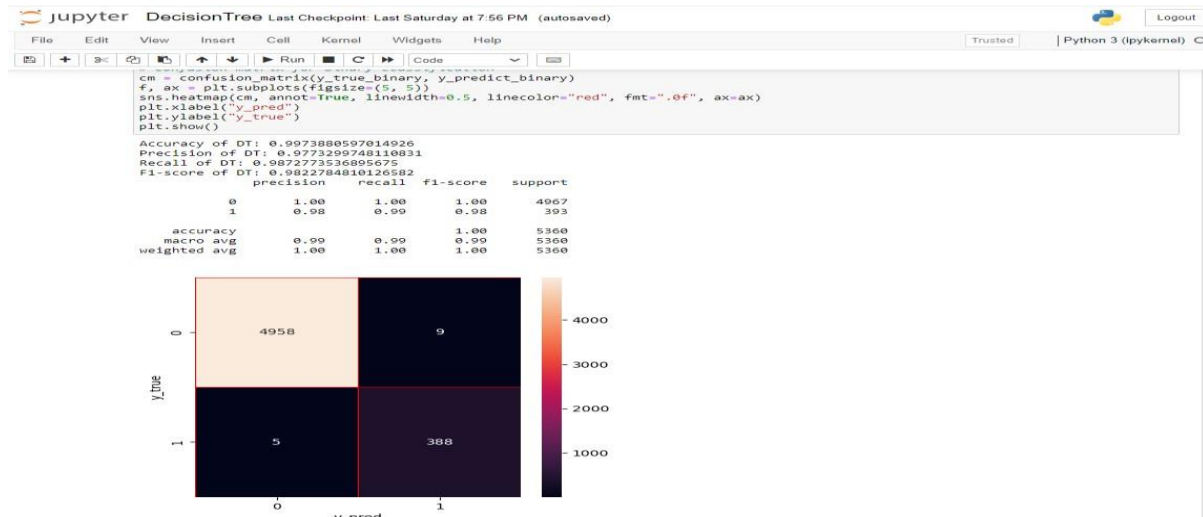 jupyter DecisionTree Last Checkpoint: Last Saturday at 7:56 PM (autosaved)
Logout
File Edit View Insert Cell Kernel Widgets Help
Trusted Python 3 (ipykernel)
Run Code
cm = confusion_matrix(y_true_binary, y_predict_binary)
f, ax = plt.subplots(figsize=(5, 5))
sns.heatmap(cm, annot=True, linewidth=0.5, linecolor="red", fmt=".0f", ax=ax)
plt.xlabel("y_pred")
plt.ylabel("y_true")
plt.show()
Accuracy of DT: 0.9973880597014926
Precision of DT: 0.9773299748110831
Recall of DT: 0.9872773536895675
F1-score of DT: 0.9822784810126582
precision recall f1-score support
0 1.00 1.00 1.00 4967
1 0.98 0.99 0.98 393
accuracy 1.00 5360
macro avg 0.99 0.99 0.99 5360
weighted avg 1.00 1.00 1.00 5360
0 4958 9
1 5 388
y_true
4000
3000
2000
1000
0 1